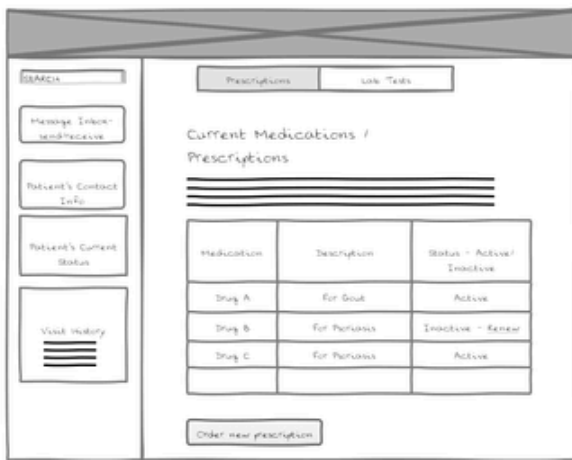 SEARCH
Prescriptions
Lab Tests
Message Inbox-
send/receive
Patient's Contact
Info
Patient's Current
Status
Visit History
Current Medications /
Prescriptions
Medication
Description
Status - Active/
Inactive
Drug A
For Gout
Active
Drug B
For Psoriasis
Inactive - Renew
Drug C
For Psoriasis
Active
Order new prescription